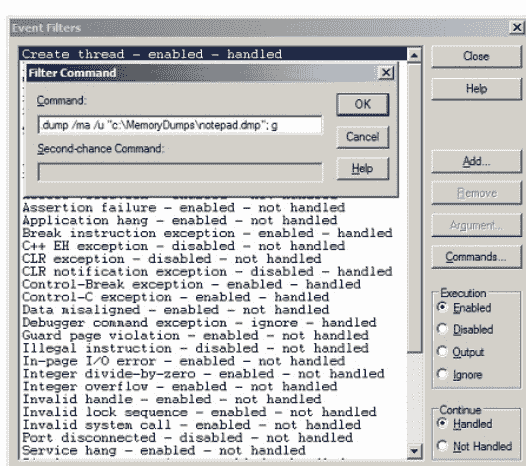 Event Filters
Create thread - enabled - handled
Filter Command
Command:
.dump /ma /u "c:\MemoryDumps\notepad.dmp"; g
Second-chance Command:
OK
Cancel
Help
Assertion failure - enabled - not handled
Application hang - enabled - not handled
Break instruction exception - enabled - handled
C++ EH exception - disabled - not handled
CLR exception - disabled - not handled
CLR notification exception - disabled - handled
Control-Break exception - enabled - handled
Control-C exception - enabled - handled
Data misaligned - enabled - not handled
Debugger command exception - ignore - handled
Guard page violation - enabled - not handled
Illegal instruction - disabled - not handled
In-page I/O error - enabled - not handled
Integer divide-by-zero - enabled - not handled
Integer overflow - enabled - not handled
Invalid handle - enabled - not handled
Invalid lock sequence - enabled - not handled
Invalid system call - enabled - not handled
Port disconnected - disabled - not handled
Service hang - enabled - not handled
Close
Help
Add...
Remove
Argument...
Commands...
Execution
Enabled
Disabled
Output
Ignore
Continue
Handled
Not Handled